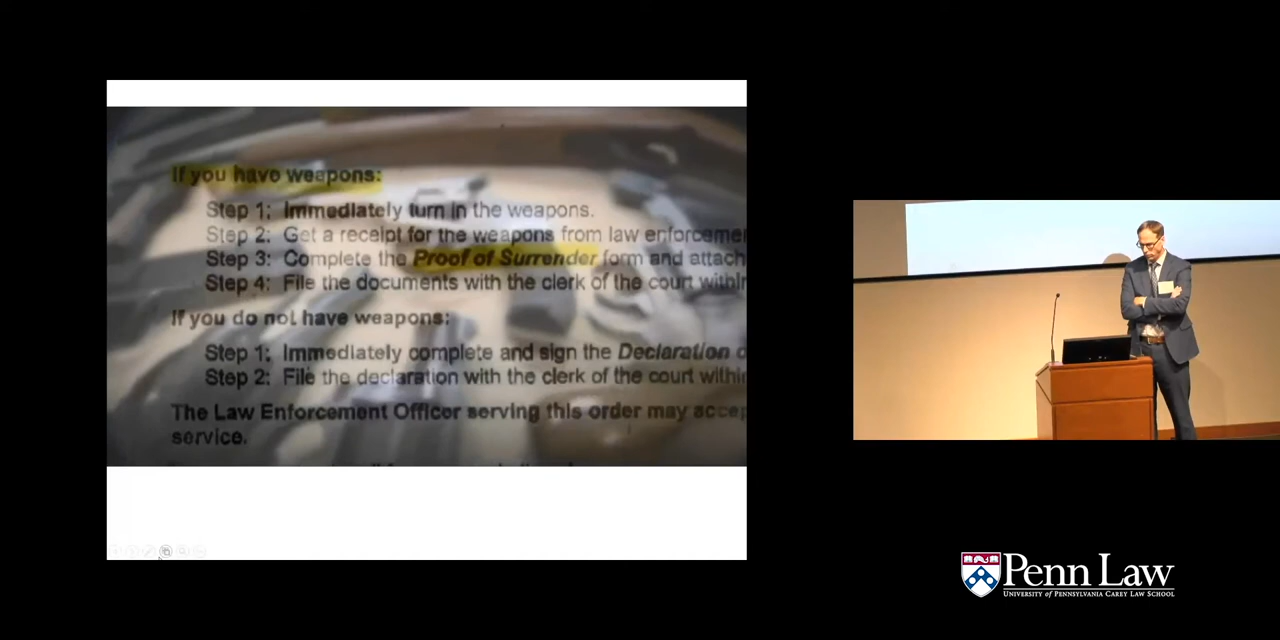 If you have weapons:
Step 1: Immediately turn in the weapons.
Step 2: Get a receipt for the weapons from law
Step 3: Complete the Proof of Surrender form and attach
Step 4: File the documents with the clerk of the court
If you do not have weapons:
Step 1: Immediately complete and sign the Declaration
Step 2: File the declaration with the clerk of the court
The Law Enforcement Officer serving this order may
service.
Penn Law
UNIVERSITY of PENNSYLVANIA CAREY LAW SCHOOL